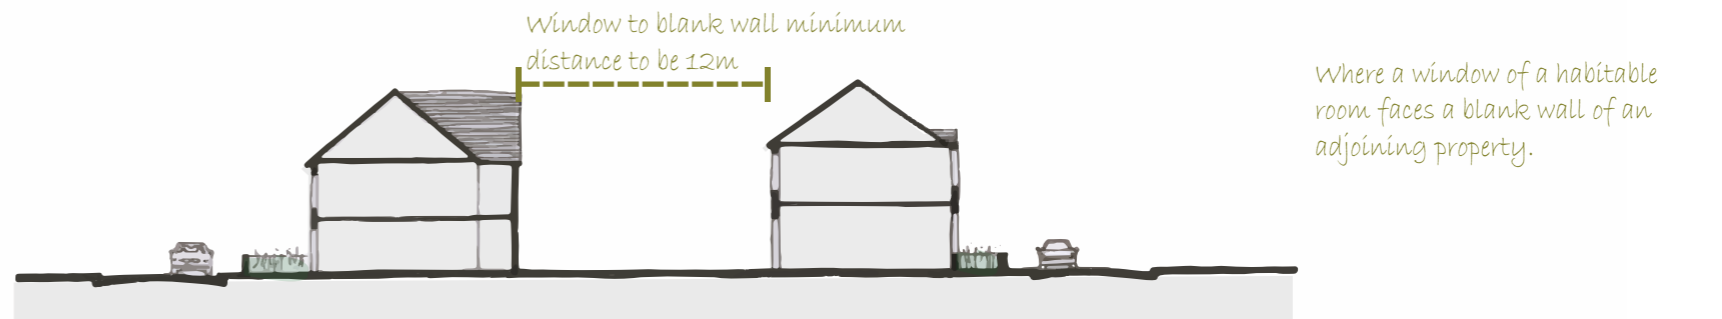 Window to blank wall minimum
distance to be 12m
Where a window of a habitable
room faces a blank wall of an
adjoining property.